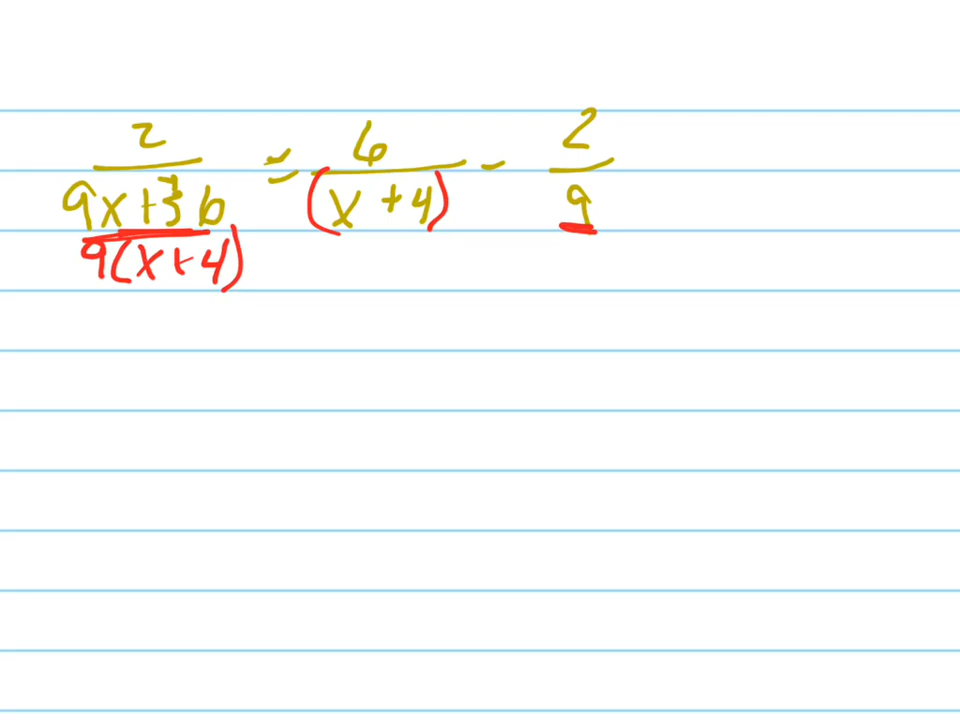 2/(9x+36) = 6/(x+4) - 2/9
9(x+4)